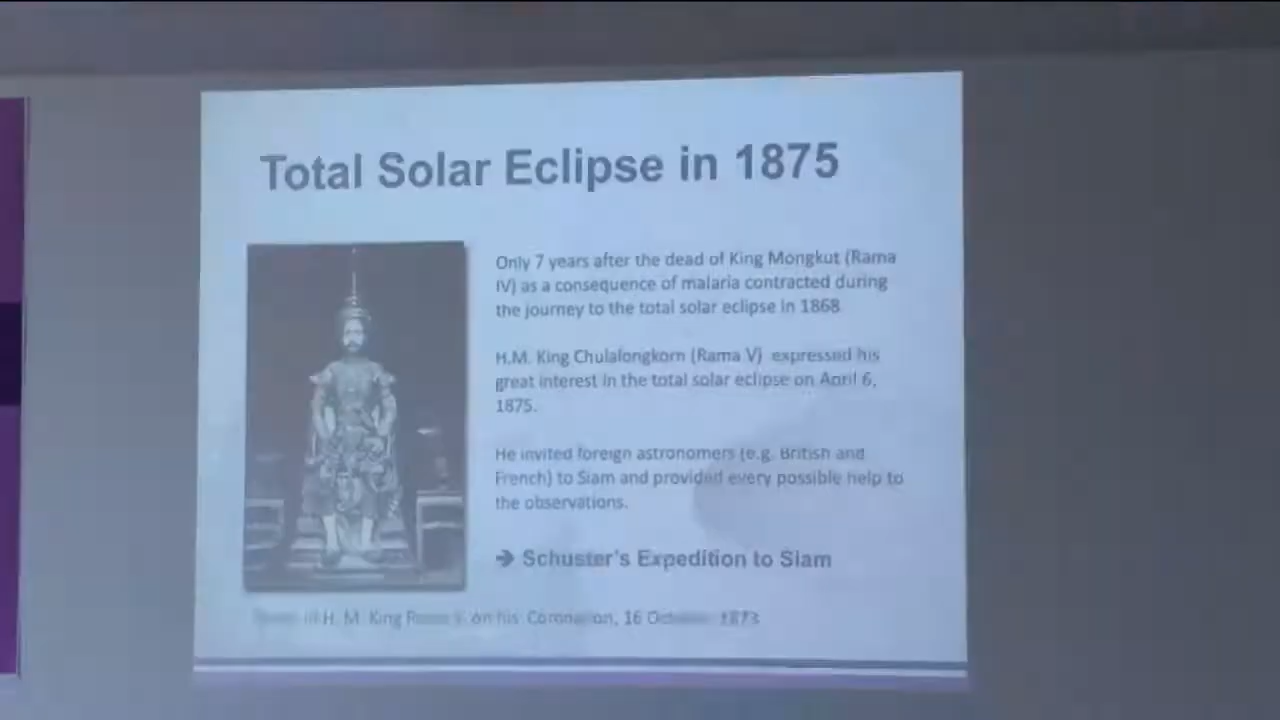 Total Solar Eclipse in 1875
Only 7 years after the dead of King Mongkut (Rama
IV) as a consequence of malaria contracted during
the journey to the total solar eclipse in 1868
H.M. King Chulalongkorn (Rama V) expressed his
great interest in the total solar eclipse on April 6,
1875.
He invited foreign astronomers (e.g. British and
French) to Siam and provided every possible help to
the observations.
➔ Schuster's Expedition to Siam
H. M. King on his Coronation, 16 October 1873